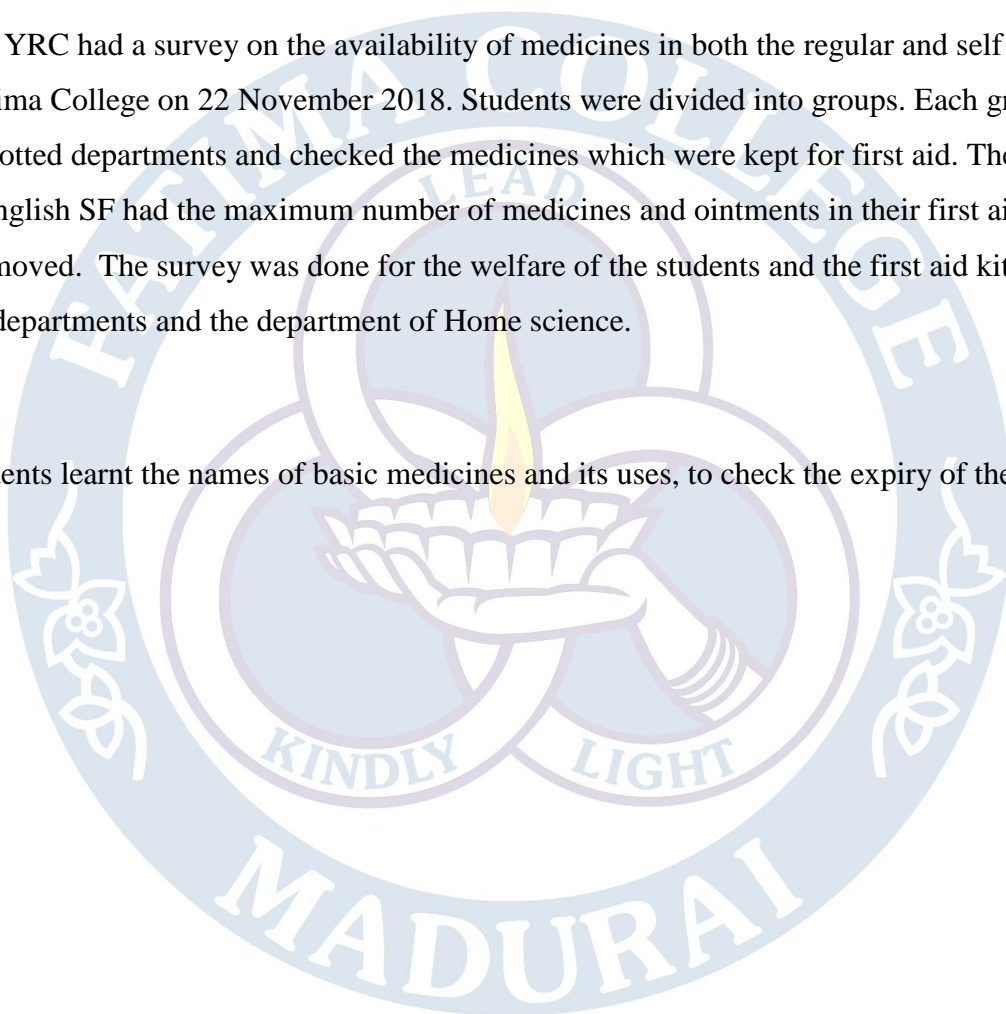 YRC had a survey on the availability of medicines in both the regular and self
ima College on 22 November 2018. Students were divided into groups. Each g
otted departments and checked the medicines which were kept for first aid. The
nglish SF had the maximum number of medicines and ointments in their first ai
moved. The survey was done for the welfare of the students and the first aid kit
departments and the department of Home science.
ents learnt the names of basic medicines and its uses, to check the expiry of the
FATIMA COLLEGE
LEAD
KINDLY
LIGHT
MADURAI